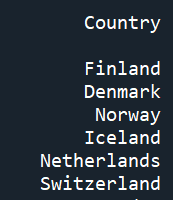 Country
Finland
Denmark
Norway
Iceland
Netherlands
Switzerland